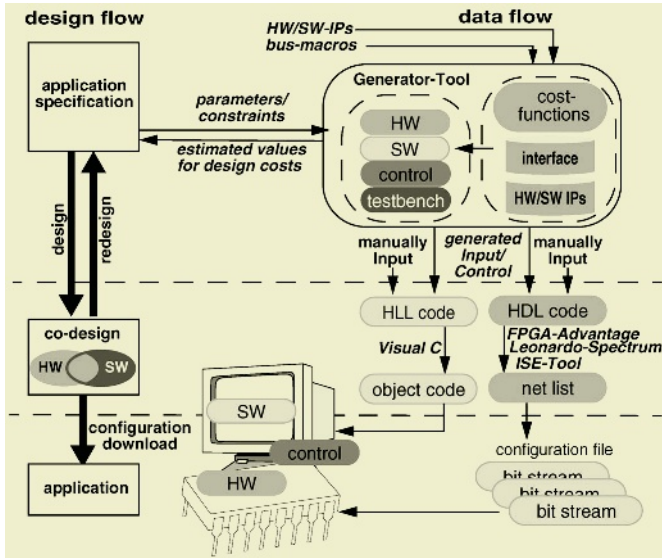 design flow
data flow
HW/SW-IPs
bus-macros
application
specification
parameters/
constraints
estimated values
for design costs
Generator-Tool
HW
SW
control
testbench
cost-
functions
interface
HW/SW IPs
design
redesign
manually
Input
generated
Input/
Control
manually
Input
co-design
HW
SW
HLL code
HDL code
Visual C
FPGA-Advantage
Leonardo-Spectrum
ISE-Tool
object code
net list
configuration
download
application
SW
control
HW
configuration file
bit stream
bit stream
bit stream